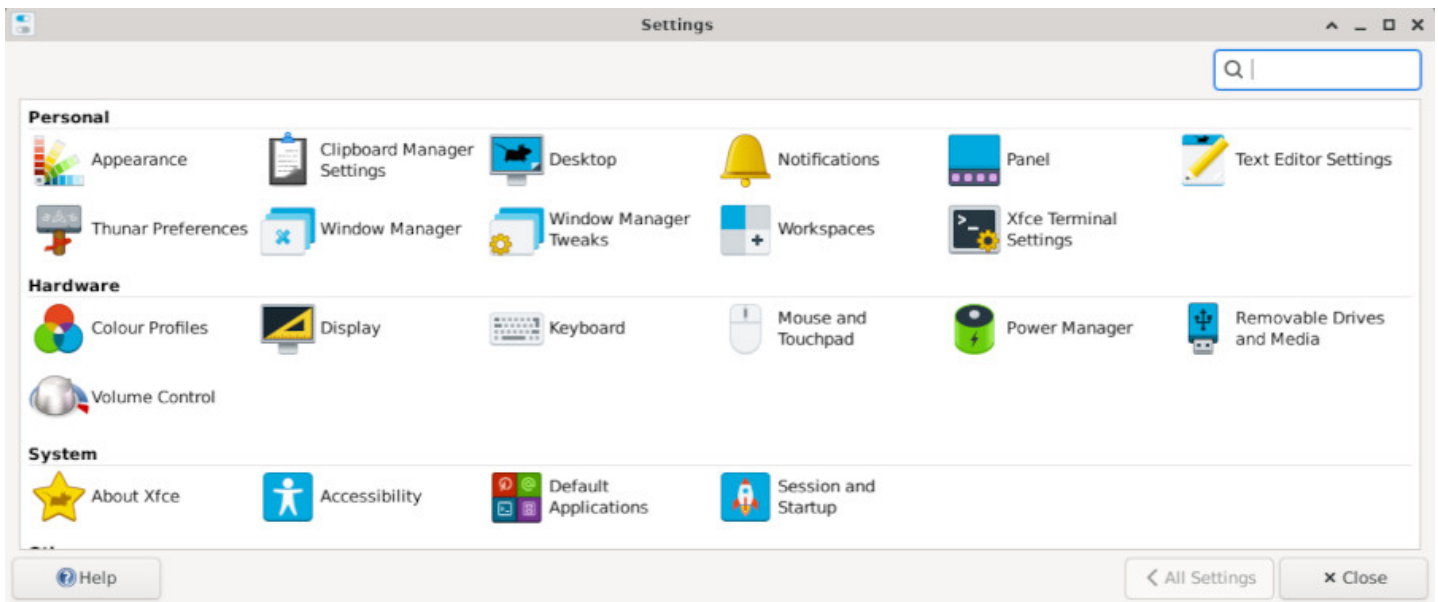 Settings
Personal
Appearance
Clipboard Manager
Settings
Desktop
Notifications
Panel
Text Editor Settings
Thunar Preferences
Window Manager
Window Manager
Tweaks
Workspaces
Xfce Terminal
Settings
Hardware
Colour Profiles
Display
Keyboard
Mouse and
Touchpad
Power Manager
Removable Drives
and Media
Volume Control
System
About Xfce
Accessibility
Default
Applications
Session and
Startup
Help
All Settings
Close